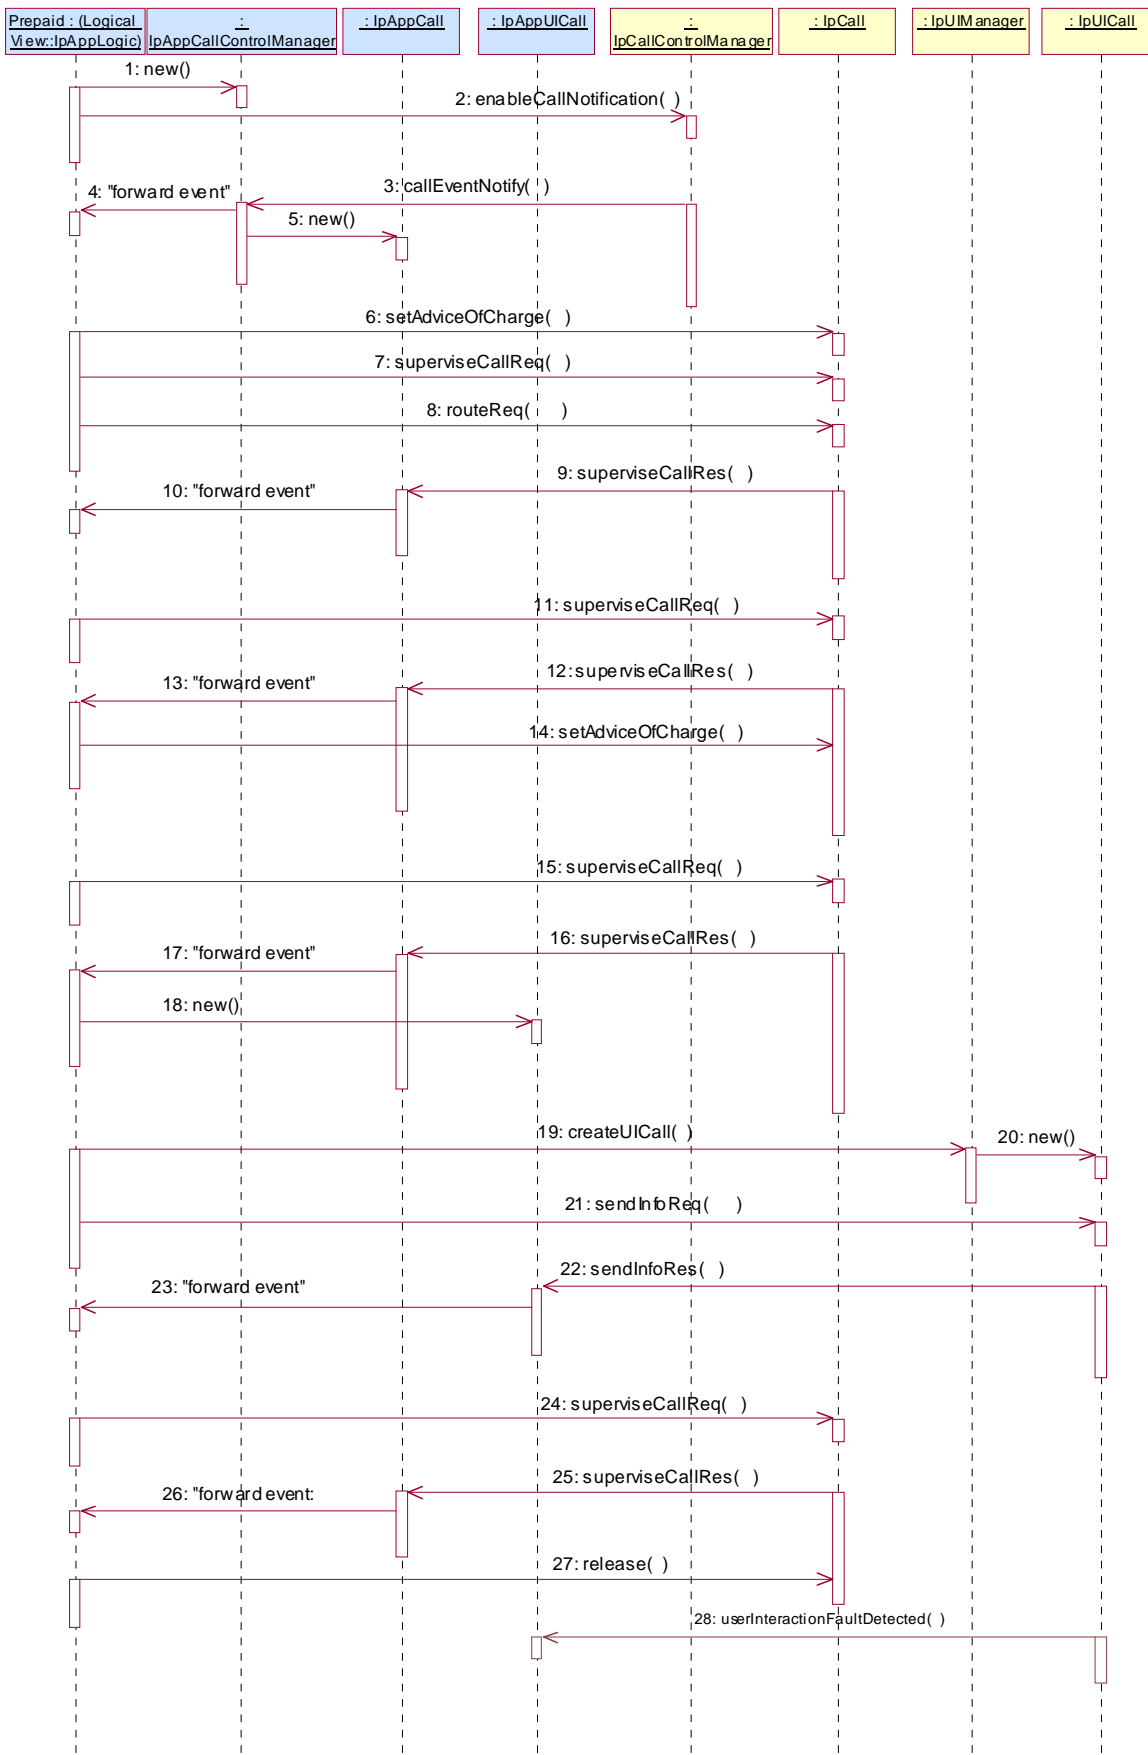 Prepaid : (Logical
View::IpAppLogic)
:
IpAppCallControlManager
: IpAppCall
: IpAppUICall
:
IpCallControlManager
: IpCall
: IpUIManager
: IpUICall
1: new()
2: enableCallNotification( )
3: callEventNotify( )
4: "forward event"
5: new()
6: setAdviceOfCharge( )
7: superviseCallReq( )
8: routeReq( )
9: superviseCallRes( )
10: "forward event"
11: superviseCallReq( )
12: superviseCallRes( )
13: "forward event"
14: setAdviceOfCharge( )
15: superviseCallReq( )
16: superviseCallRes( )
17: "forward event"
18: new()
19: createUICall( )
20: new()
21: sendInfoReq( )
22: sendInfoRes( )
23: "forward event"
24: superviseCallReq( )
25: superviseCallRes( )
26: "forward event:
27: release( )
28: userInteractionFaultDetected( )